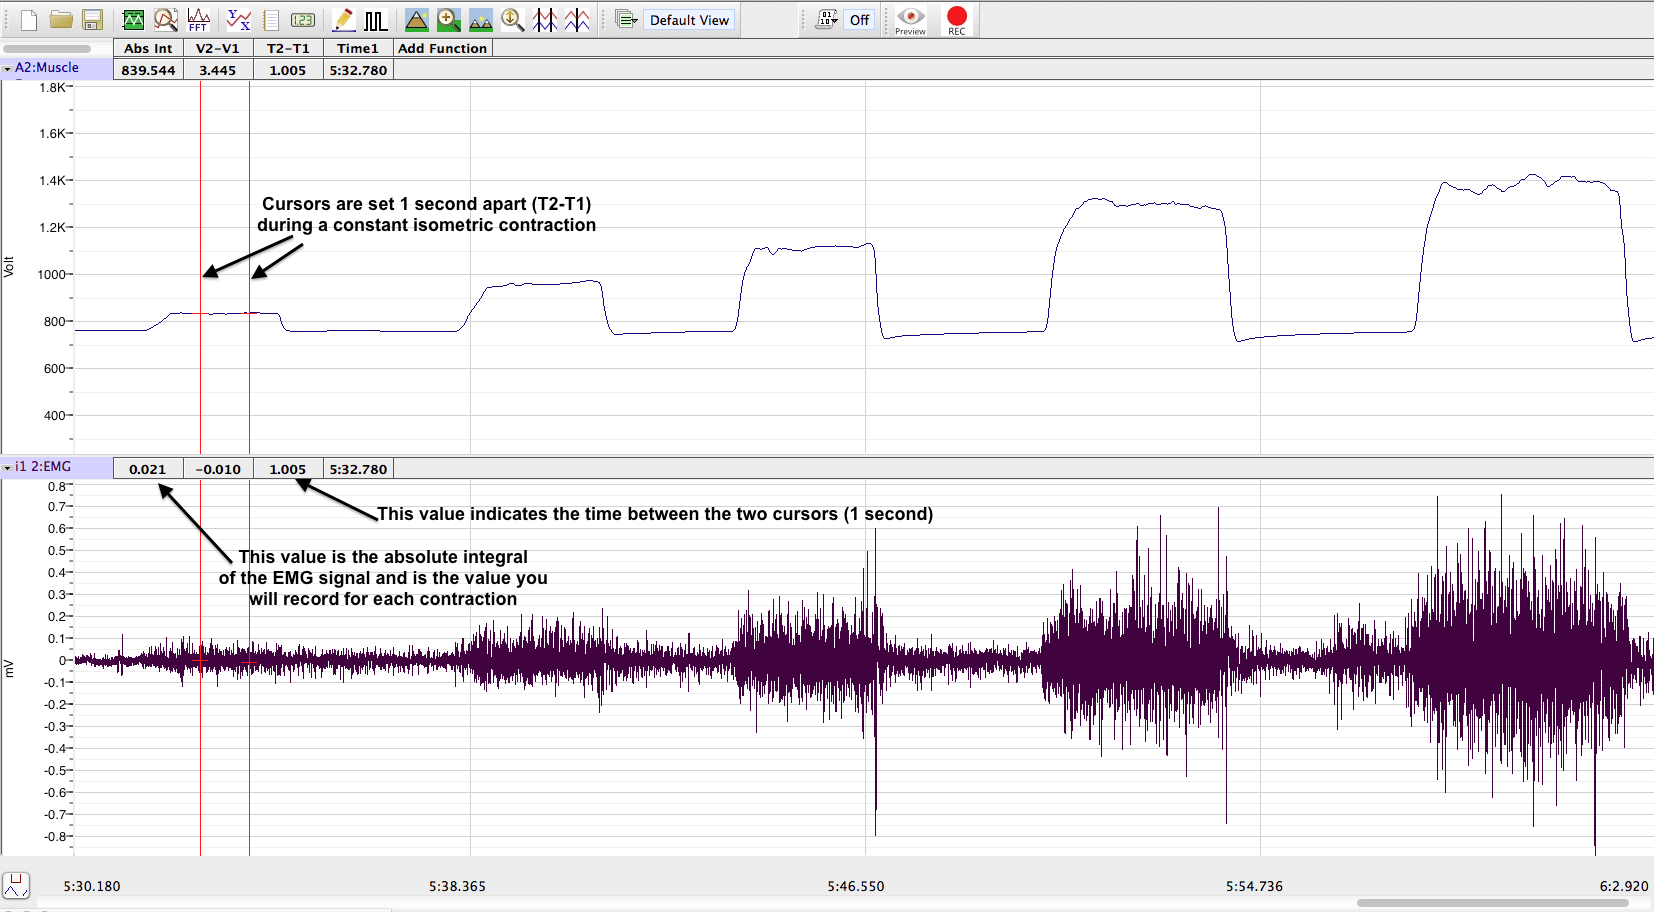 FFT
Y
X
123
Default View
01
10
Off
Preview
REC
Abs Int V2-V1 T2-T1 Time1 Add Function
A2:Muscle 839.544 3.445 1.005 5:32.780
1.8K
1.6K
1.4K
1.2K
1000
800
600
400
Volt
Cursors are set 1 second apart (T2-T1)
during a constant isometric contraction
i1 2:EMG 0.021 -0.010 1.005 5:32.780
0.8
0.7
0.6
0.5
0.4
0.3
0.2
0.1
0
-0.1
-0.2
-0.3
-0.4
-0.5
-0.6
-0.7
-0.8
mV
This value indicates the time between the two cursors (1 second)
This value is the absolute integral
of the EMG signal and is the value you
will record for each contraction
5:30.180 5:38.365 5:46.550 5:54.736 6:2.920